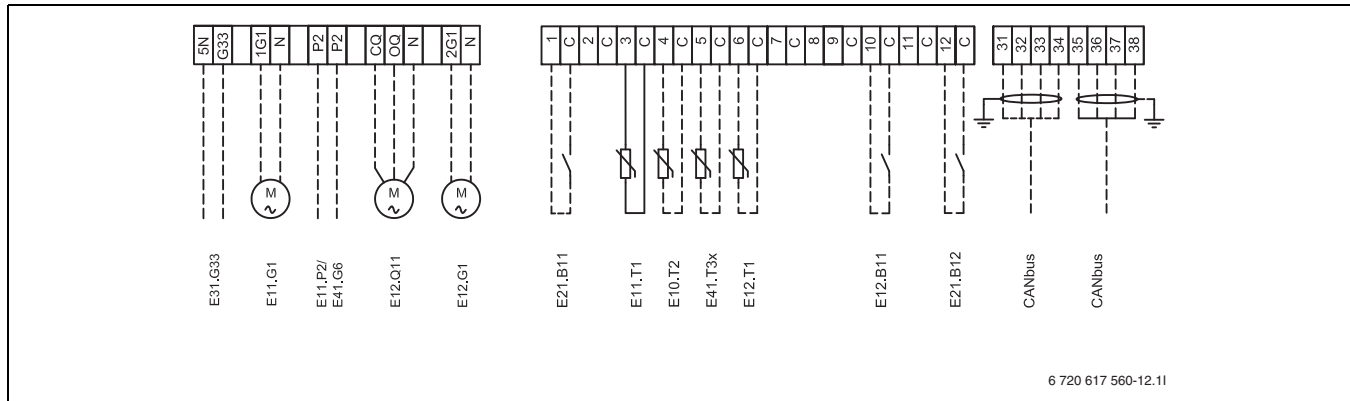 5N G33 1G1 N P2 P2 CQ OQ N 2G1 N
1 C 2 C 3 C 4 C 5 C 6 C 7 C 8 9 C 10 C 11 C 12 C
31 32 33 34 35 36 37 38
M
M
M
E31.G33
E11.G1
E11.P2/
E41.G6
E12.Q11
E12.G1
E21.B11
E11.T1
E10.T2
E41.T3x
E12.T1
E12.B11
E21.B12
CANbus
CANbus
6 720 617 560-12.1I